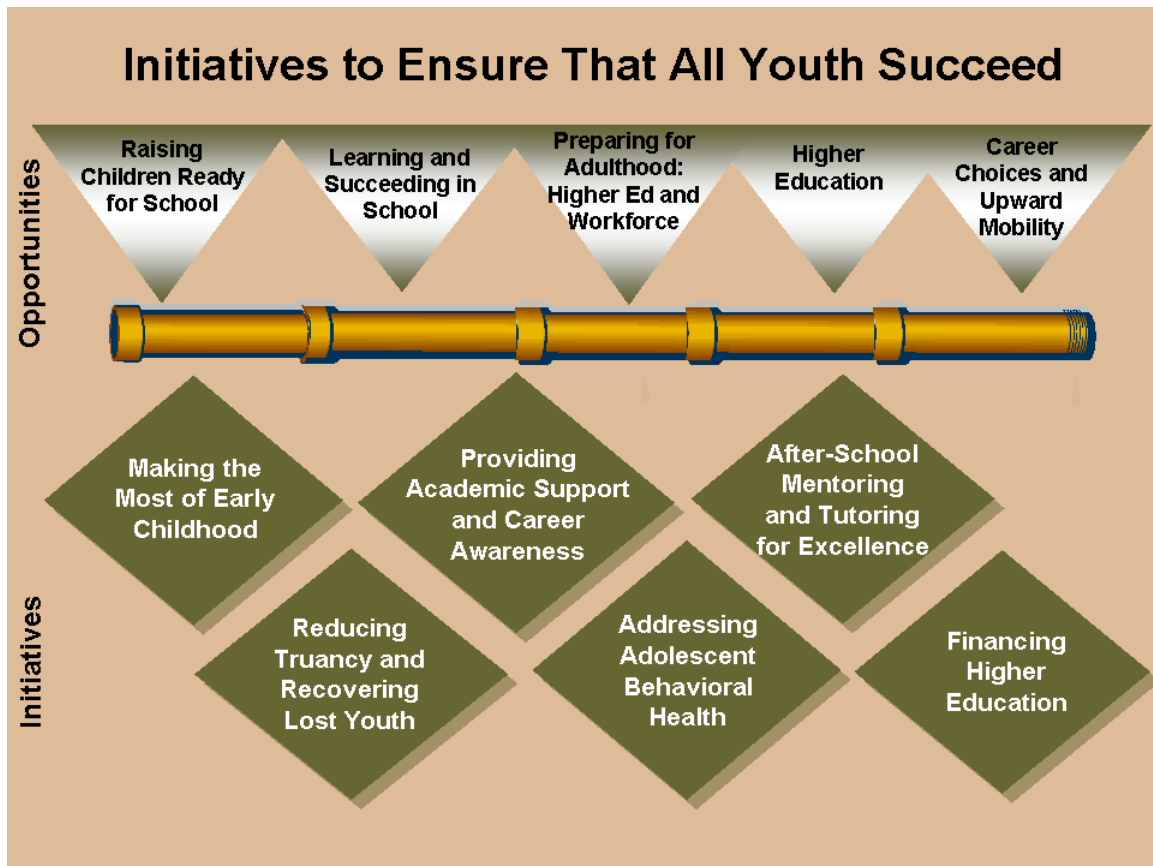 Initiatives to Ensure That All Youth Succeed
Opportunities
Raising
Children Ready
for School
Learning and
Succeeding in
School
Preparing for
Adulthood:
Higher Ed and
Workforce
Higher
Education
Career
Choices and
Upward
Mobility
Initiatives
Making the
Most of Early
Childhood
Providing
Academic Support
and Career
Awareness
After-School
Mentoring
and Tutoring
for Excellence
Reducing
Truancy and
Recovering
Lost Youth
Addressing
Adolescent
Behavioral
Health
Financing
Higher
Education